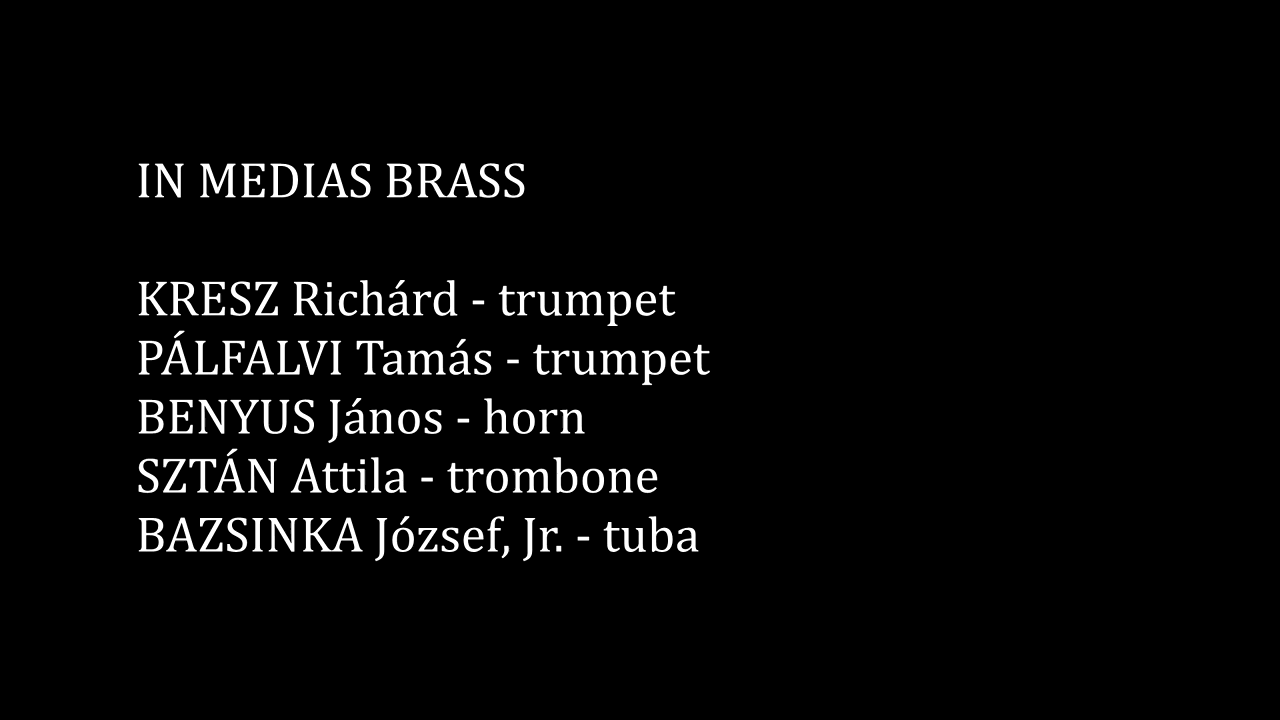 IN MEDIAS BRASS
KRESZ Richárd - trumpet
PÁLFALVI Tamás - trumpet
BENYUS János - horn
SZTÁN Attila - trombone
BAZSINKA József, Jr. - tuba